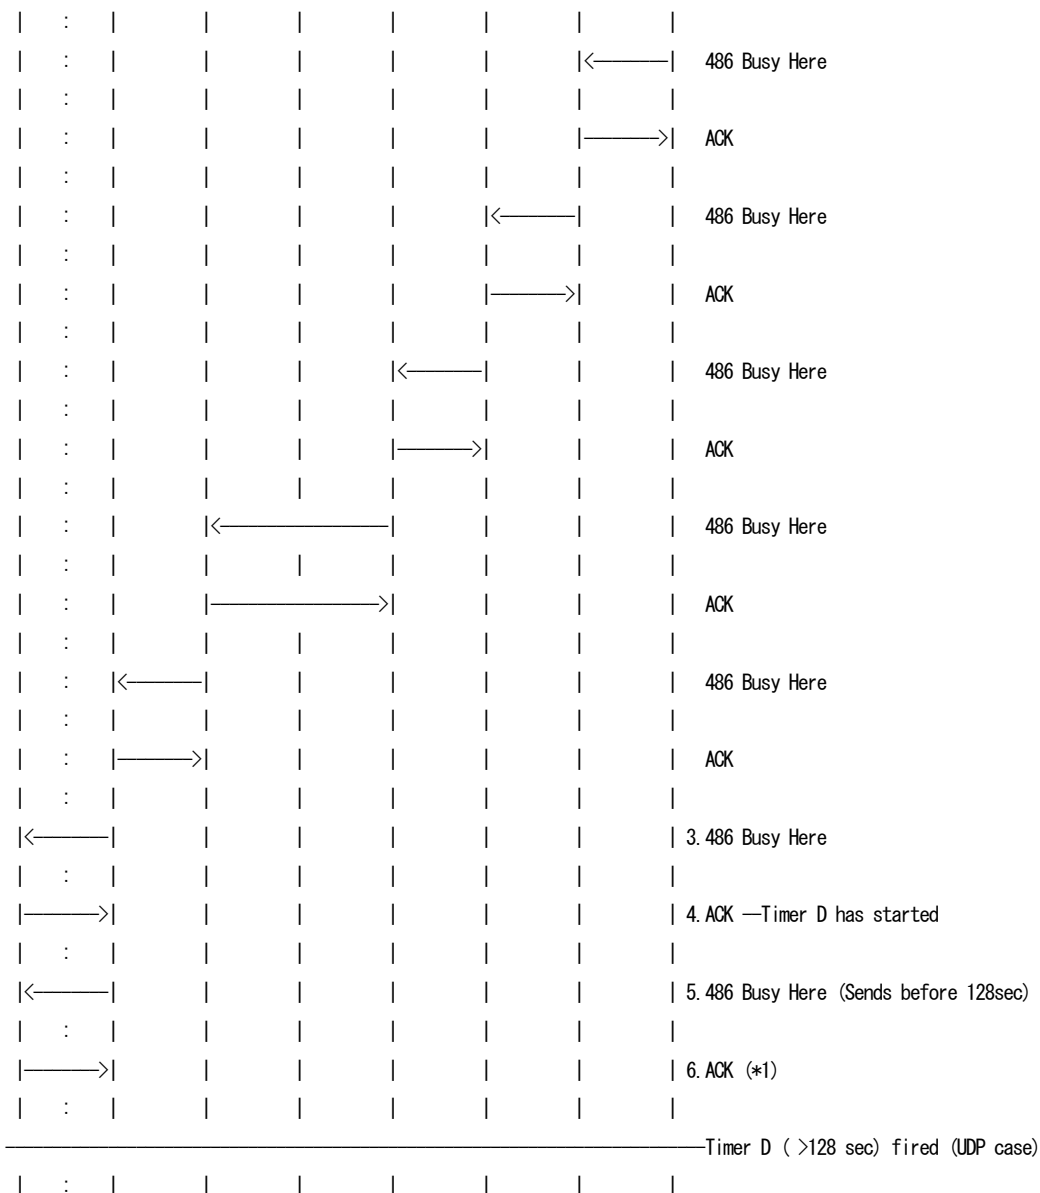 486 Busy Here
ACK
486 Busy Here
ACK
486 Busy Here
ACK
486 Busy Here
ACK
486 Busy Here
ACK
3.486 Busy Here
4.ACK —Timer D has started
5.486 Busy Here (Sends before 128sec)
6.ACK (*1)
Timer D ( >128 sec) fired (UDP case)